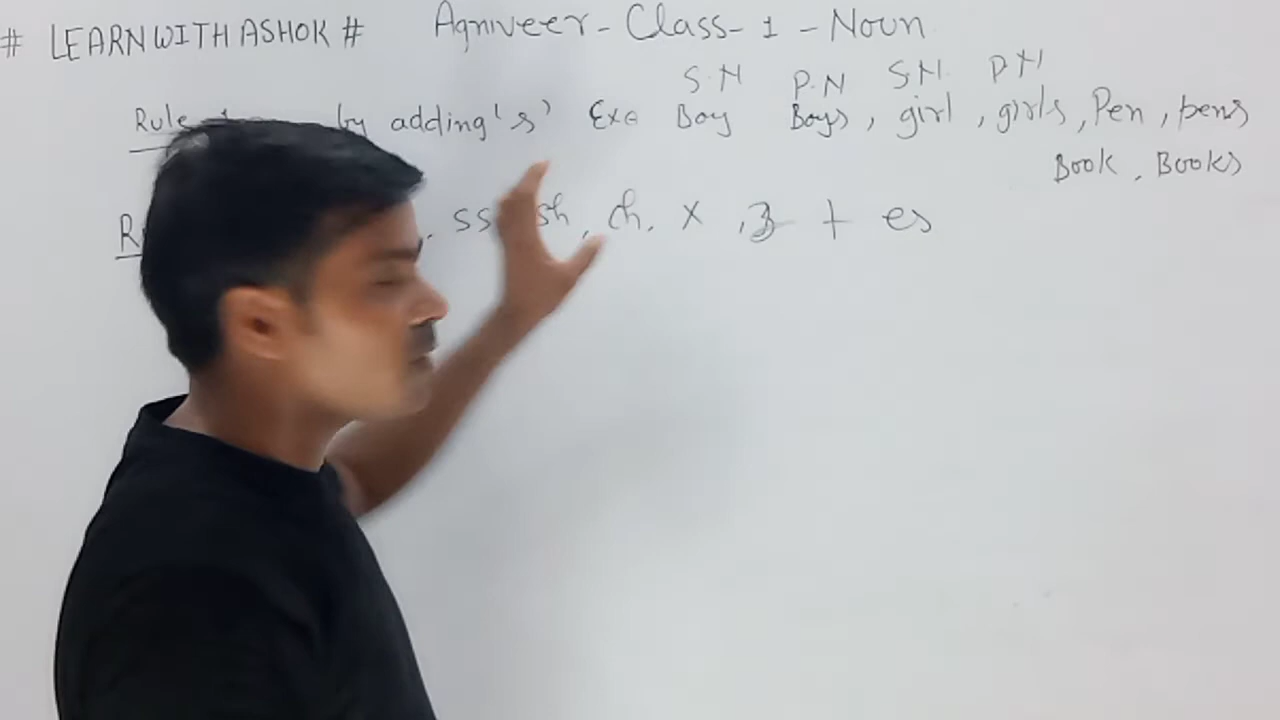 # LEARN WITH ASHOK # Agniveer - Class - 1 - Noun
S.N P.N S.N. P.N
Rule by adding 's' Exe Boy Boys, girl, girls, Pen, pens
Book, Books
ss sh, ch, x, z + es